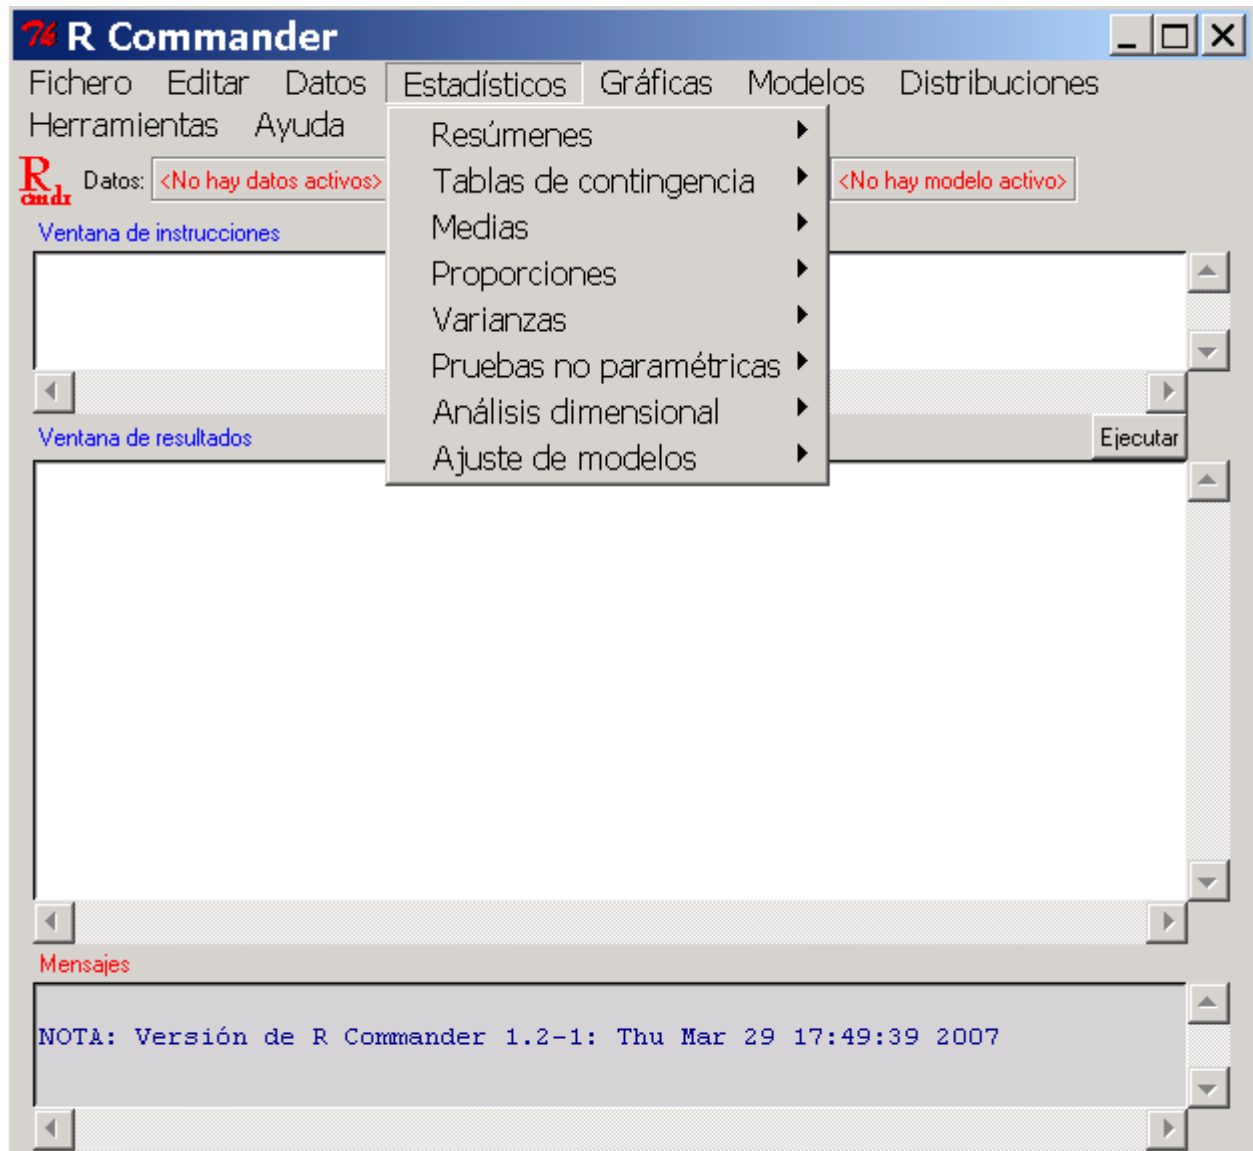 R Commander
Fichero Editar Datos Estadísticos Gráficas Modelos Distribuciones
Herramientas Ayuda
Resúmenes
Tablas de contingencia
Medias
Proporciones
Varianzas
Pruebas no paramétricas
Análisis dimensional
Ajuste de modelos
R cmdr Datos: <No hay datos activos> <No hay modelo activo>
Ventana de instrucciones
Ventana de resultados Ejecutar
Mensajes
NOTA: Versión de R Commander 1.2-1: Thu Mar 29 17:49:39 2007